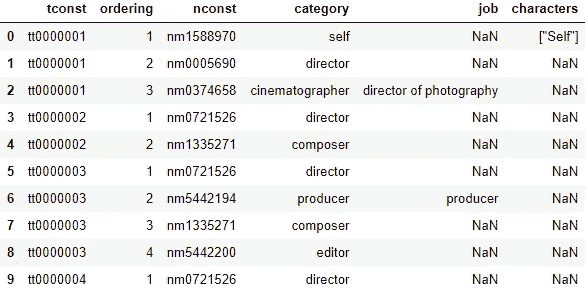 tconst ordering nconst category job characters
0 tt0000001 1 nm1588970 self NaN ["Self"]
1 tt0000001 2 nm0005690 director NaN NaN
2 tt0000001 3 nm0374658 cinematographer director of photography NaN
3 tt0000002 1 nm0721526 director NaN NaN
4 tt0000002 2 nm1335271 composer NaN NaN
5 tt0000003 1 nm0721526 director NaN NaN
6 tt0000003 2 nm5442194 producer producer NaN
7 tt0000003 3 nm1335271 composer NaN NaN
8 tt0000003 4 nm5442200 editor NaN NaN
9 tt0000004 1 nm0721526 director NaN NaN